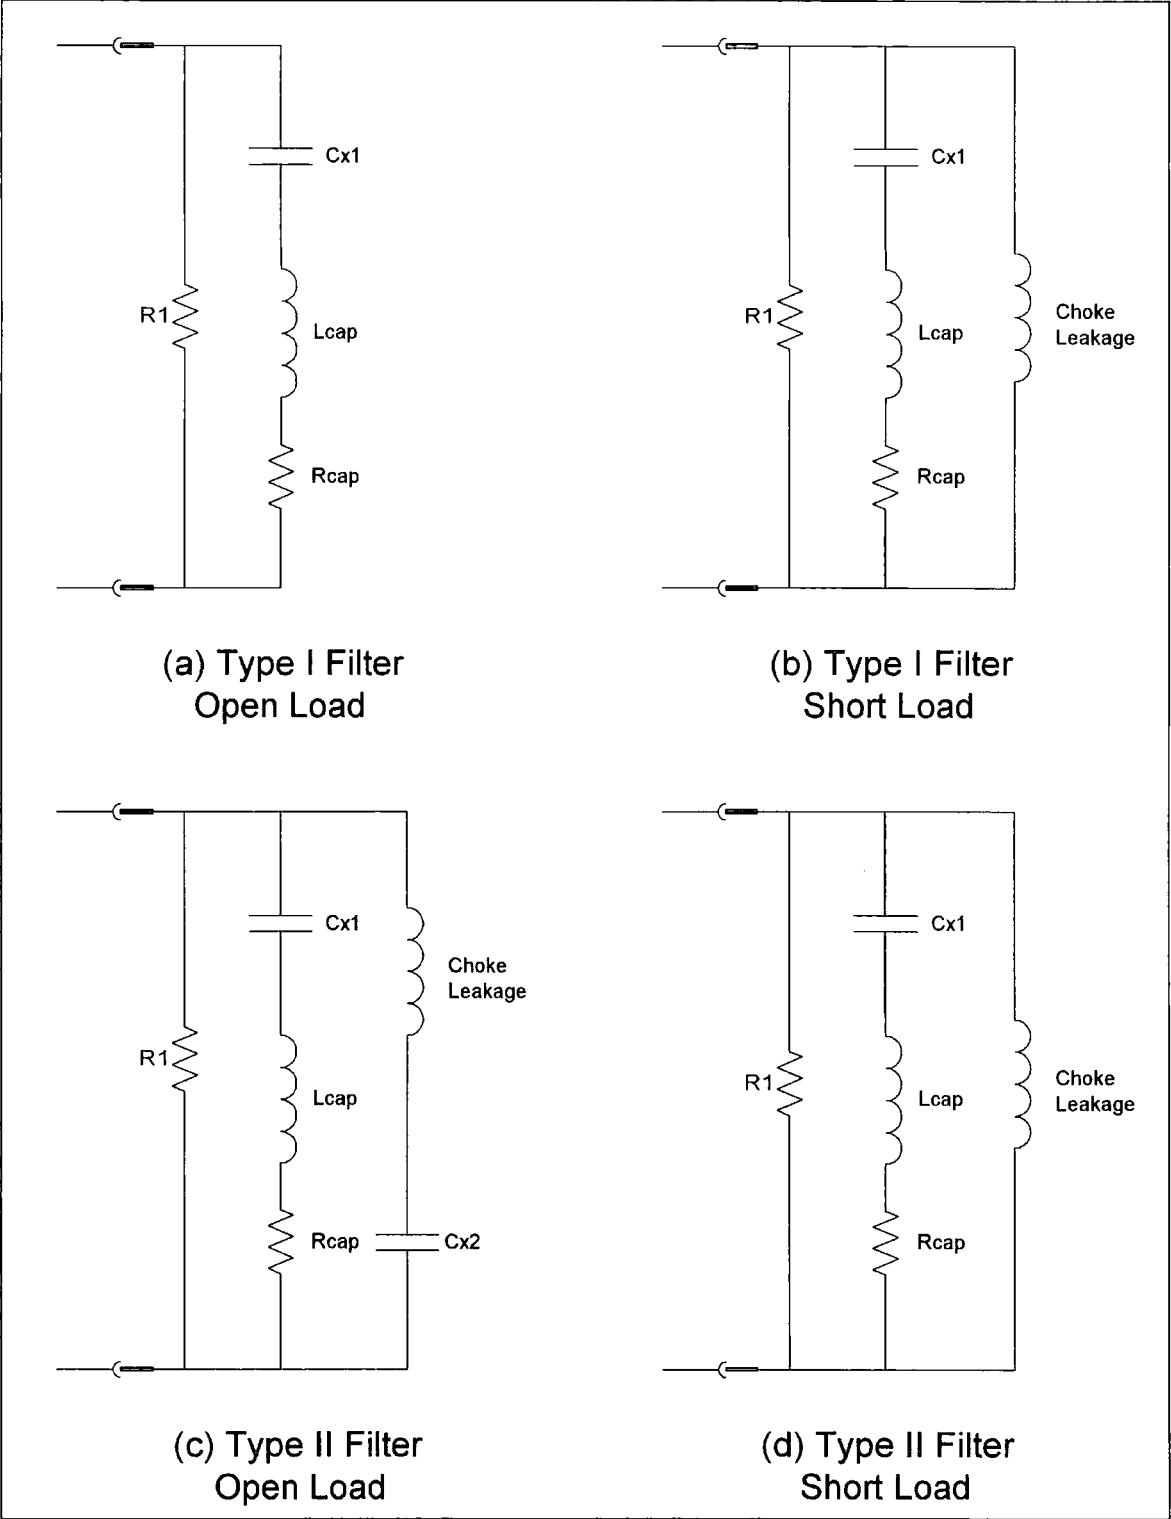 Cx1
R1
Lcap
Rcap
(a) Type I Filter
Open Load
Cx1
R1
Lcap
Choke
Leakage
Rcap
(b) Type I Filter
Short Load
Cx1
Choke
Leakage
R1
Lcap
Rcap
Cx2
(c) Type II Filter
Open Load
Cx1
R1
Lcap
Choke
Leakage
Rcap
(d) Type II Filter
Short Load